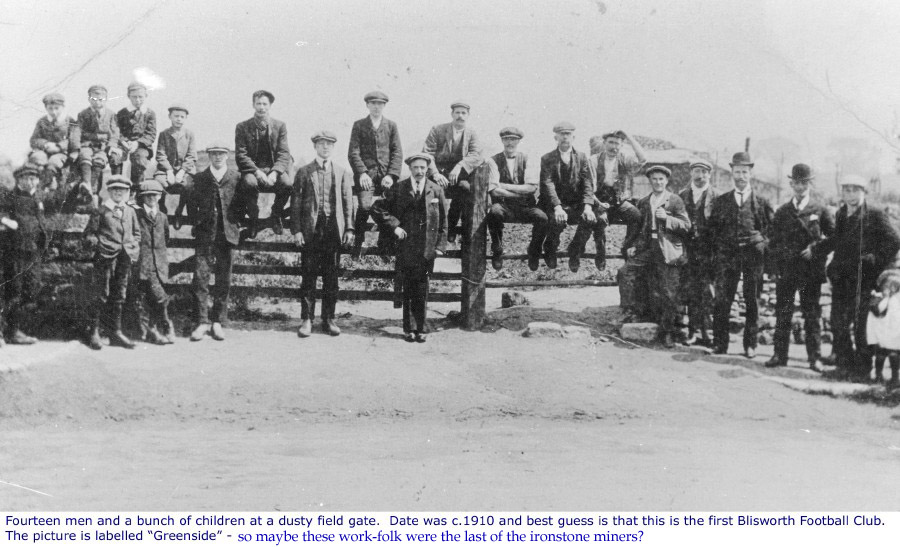 Fourteen men and a bunch of children at a dusty field gate.  Date was c.1910 and best guess is that this is the first Blisworth Football Club.
The picture is labelled “Greenside” - so maybe these work-folk were the last of the ironstone miners?